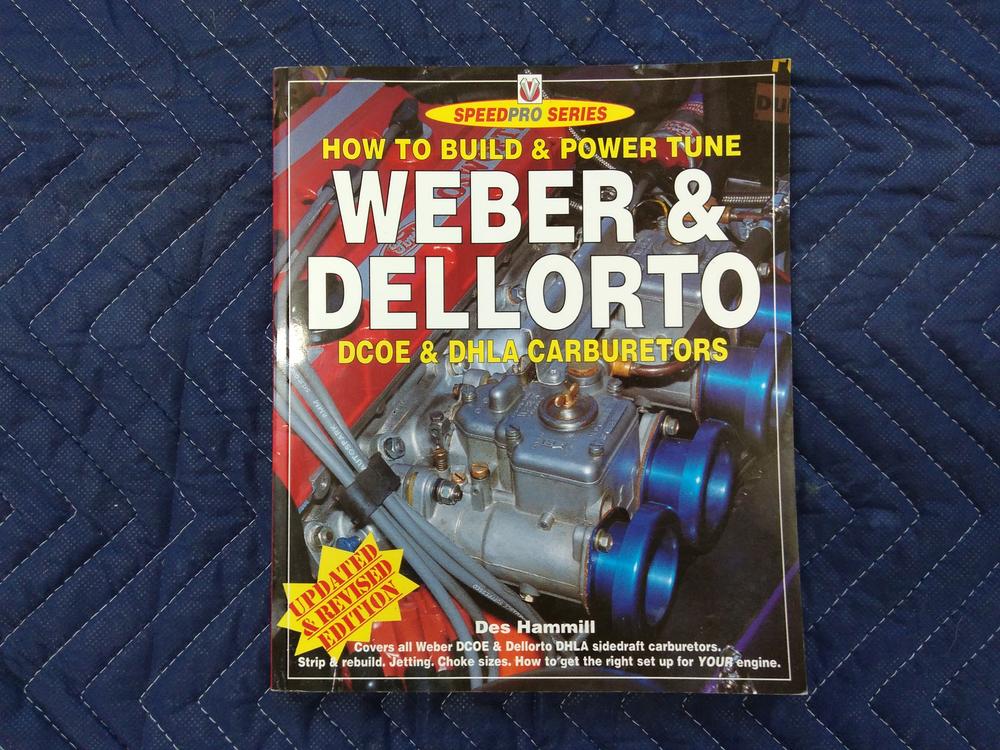 V
SPEEDPRO SERIES
HOW TO BUILD & POWER TUNE
WEBER &
DELLORTO
DCOE & DHLA CARBURETORS
UPDATED
& REVISED
EDITION
Des Hammill
Covers all Weber DCOE & Dellorto DHLA sidedraft carburetors.
Strip & rebuild. Jetting. Choke sizes. How to get the right set up for YOUR engine.